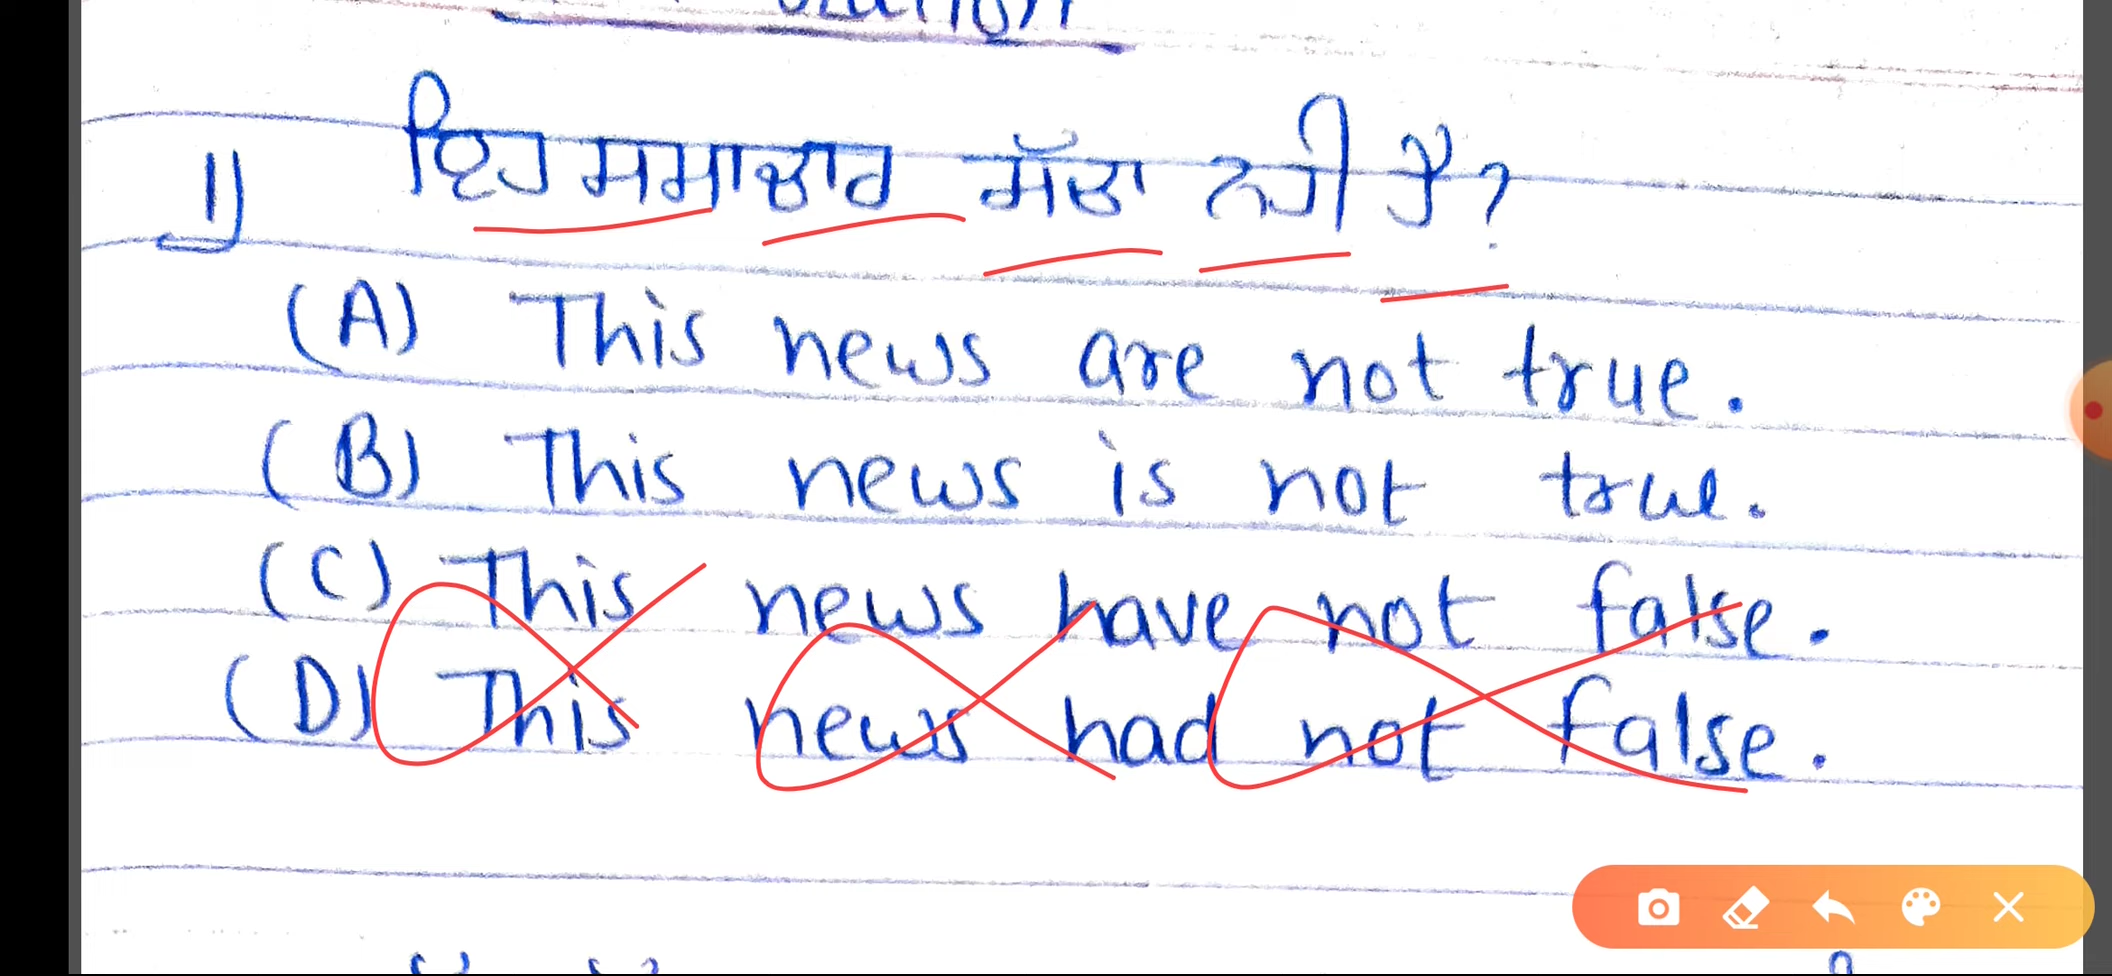 1) ਇਹ ਸਮਾਚਾਰ ਸੱਚਾ ਨਹੀ ਹੈ?
(A) This news are not true.
(B) This news is not true.
(C) This news have not false.
(D) This news had not false.